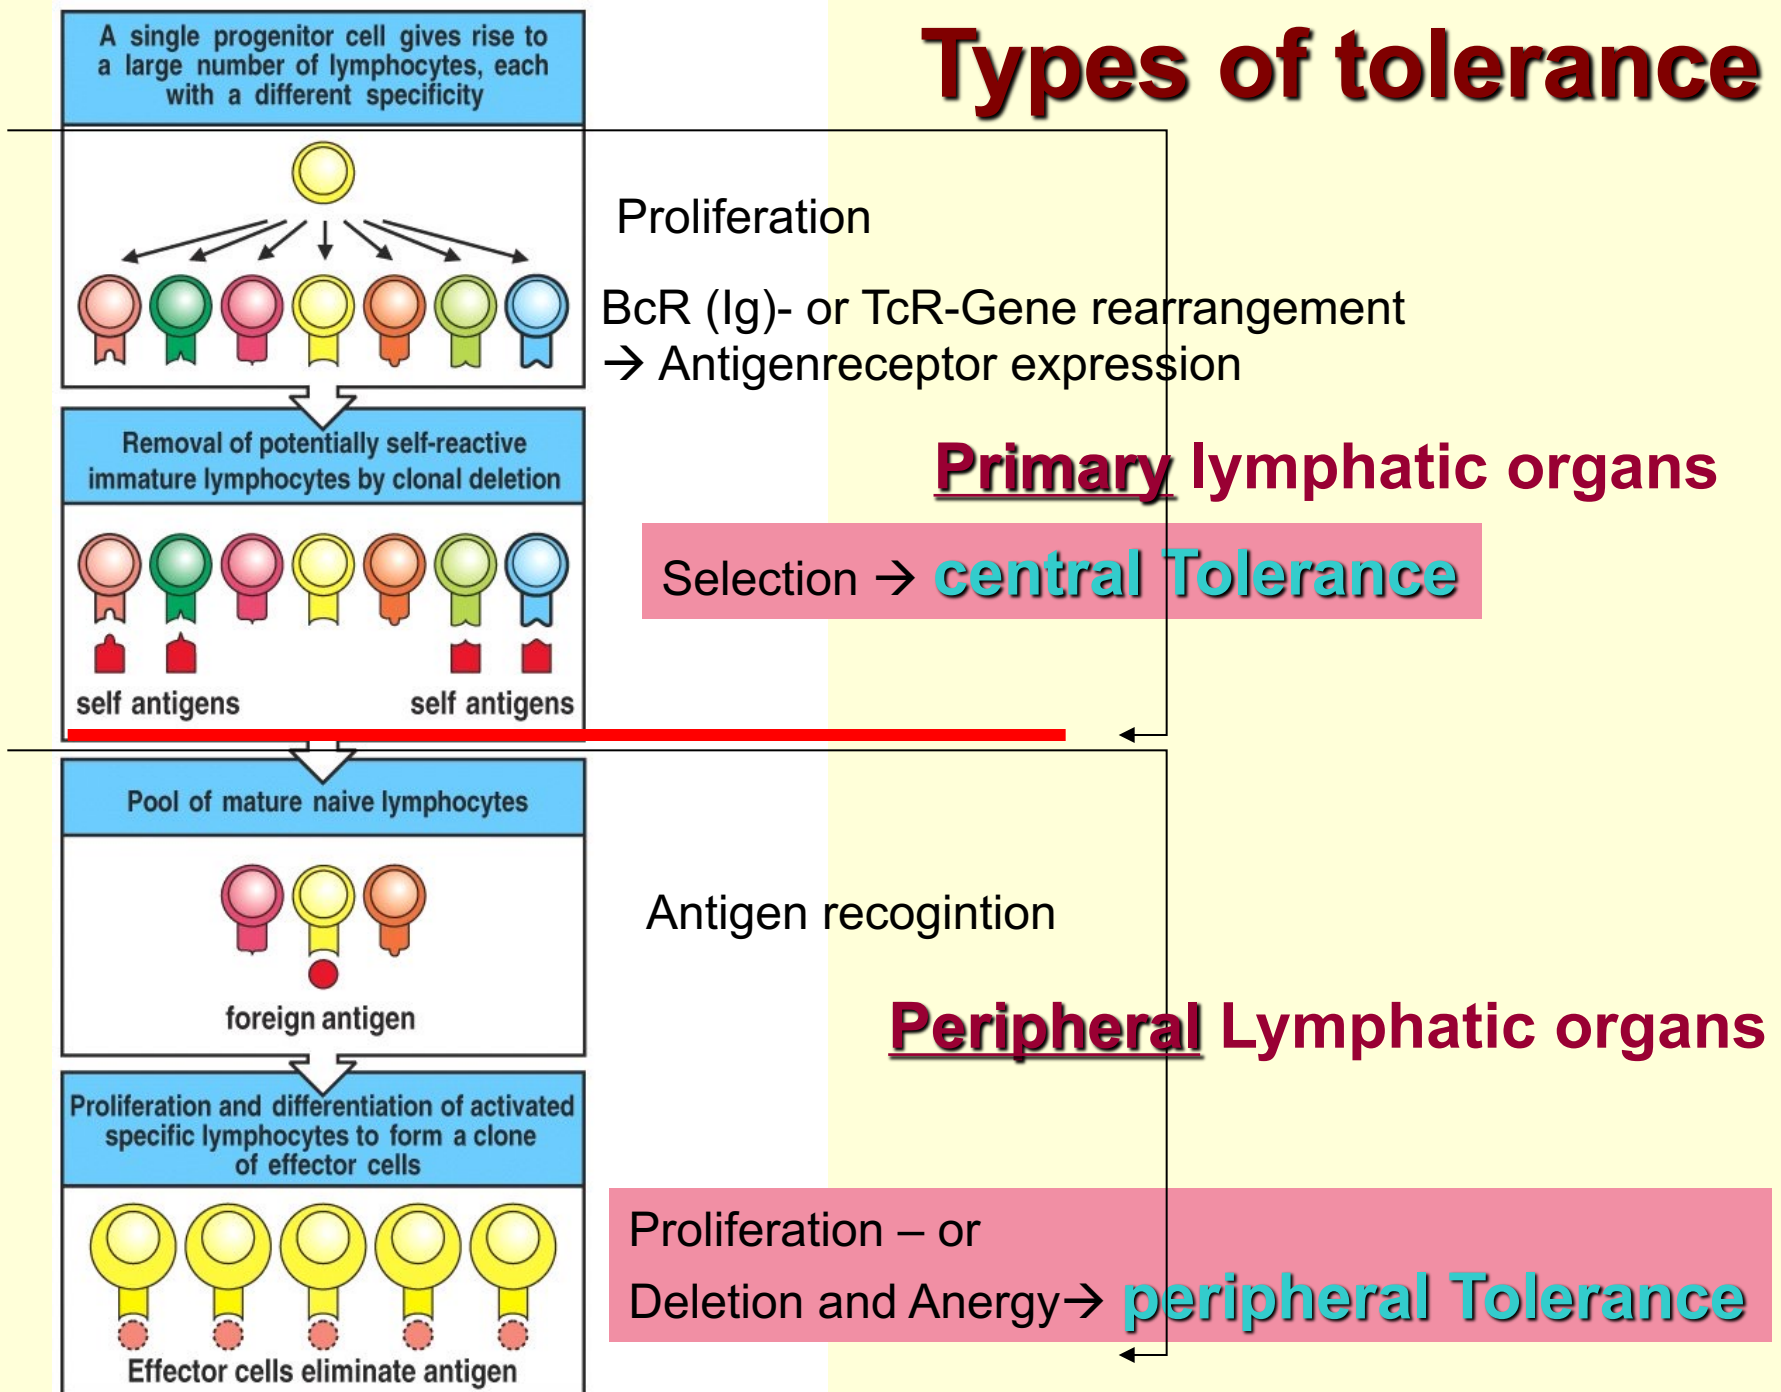 Types of tolerance
A single progenitor cell gives rise to
a large number of lymphocytes, each
with a different specificity
Proliferation
BcR (Ig)- or TcR-Gene rearrangement
→ Antigenreceptor expression
Removal of potentially self-reactive
immature lymphocytes by clonal deletion
Primary lymphatic organs
Selection → central Tolerance
self antigens
self antigens
Pool of mature naive lymphocytes
Antigen recogintion
foreign antigen
Peripheral Lymphatic organs
Proliferation and differentiation of activated
specific lymphocytes to form a clone
of effector cells
Proliferation – or
Deletion and Anergy→ peripheral Tolerance
Effector cells eliminate antigen